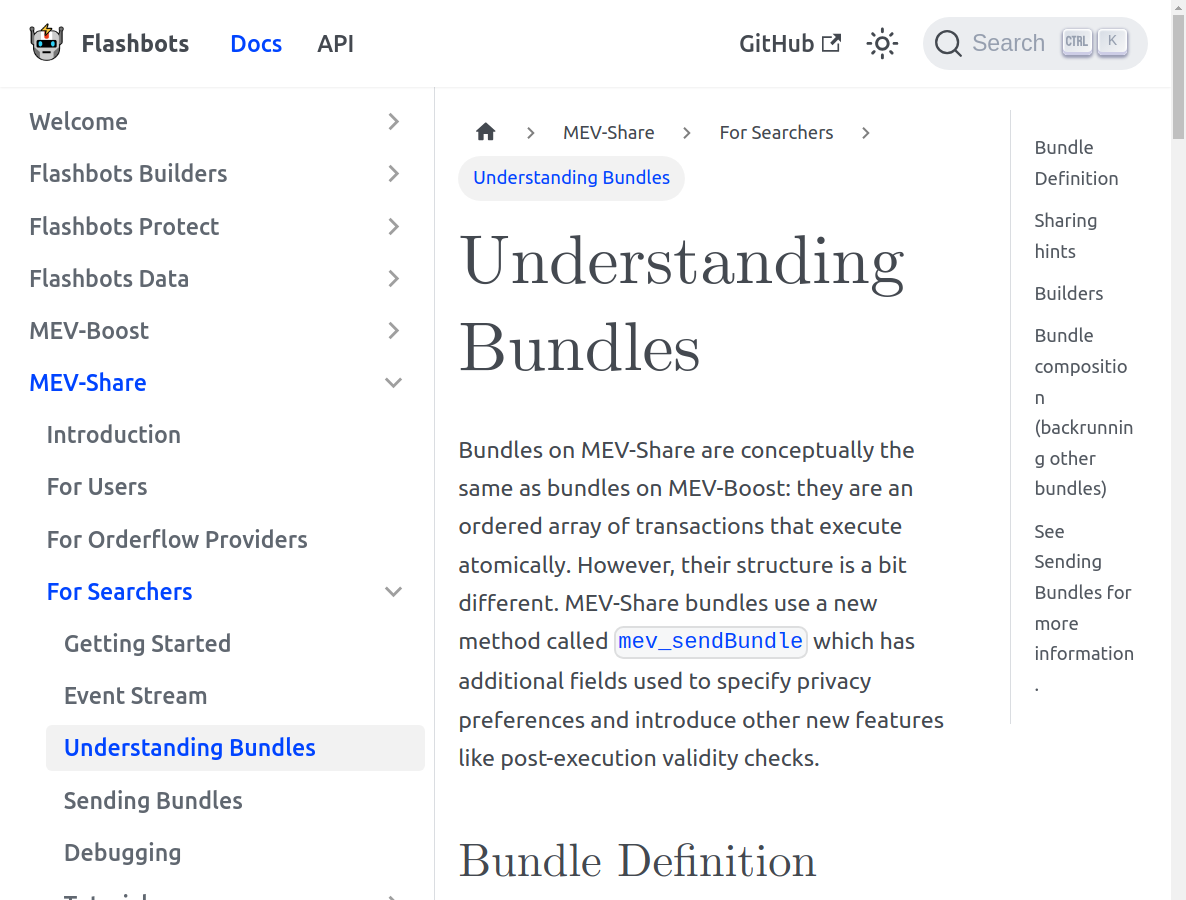 Flashbots
Docs
API
GitHub
Search
CTRL
K
Welcome
Flashbots Builders
Flashbots Protect
Flashbots Data
MEV-Boost
MEV-Share
Introduction
For Users
For Orderflow Providers
For Searchers
Getting Started
Event Stream
Understanding Bundles
Sending Bundles
Debugging
MEV-Share
For Searchers
Understanding Bundles
Understanding
Bundles
Bundles on MEV-Share are conceptually the
same as bundles on MEV-Boost: they are an
ordered array of transactions that execute
atomically. However, their structure is a bit
different. MEV-Share bundles use a new
method called mev_sendBundle which has
additional fields used to specify privacy
preferences and introduce other new features
like post-execution validity checks.
Bundle Definition
Bundle
Definition
Sharing
hints
Builders
Bundle
compositio
n
(backrunnin
g other
bundles)
See
Sending
Bundles for
more
information
.